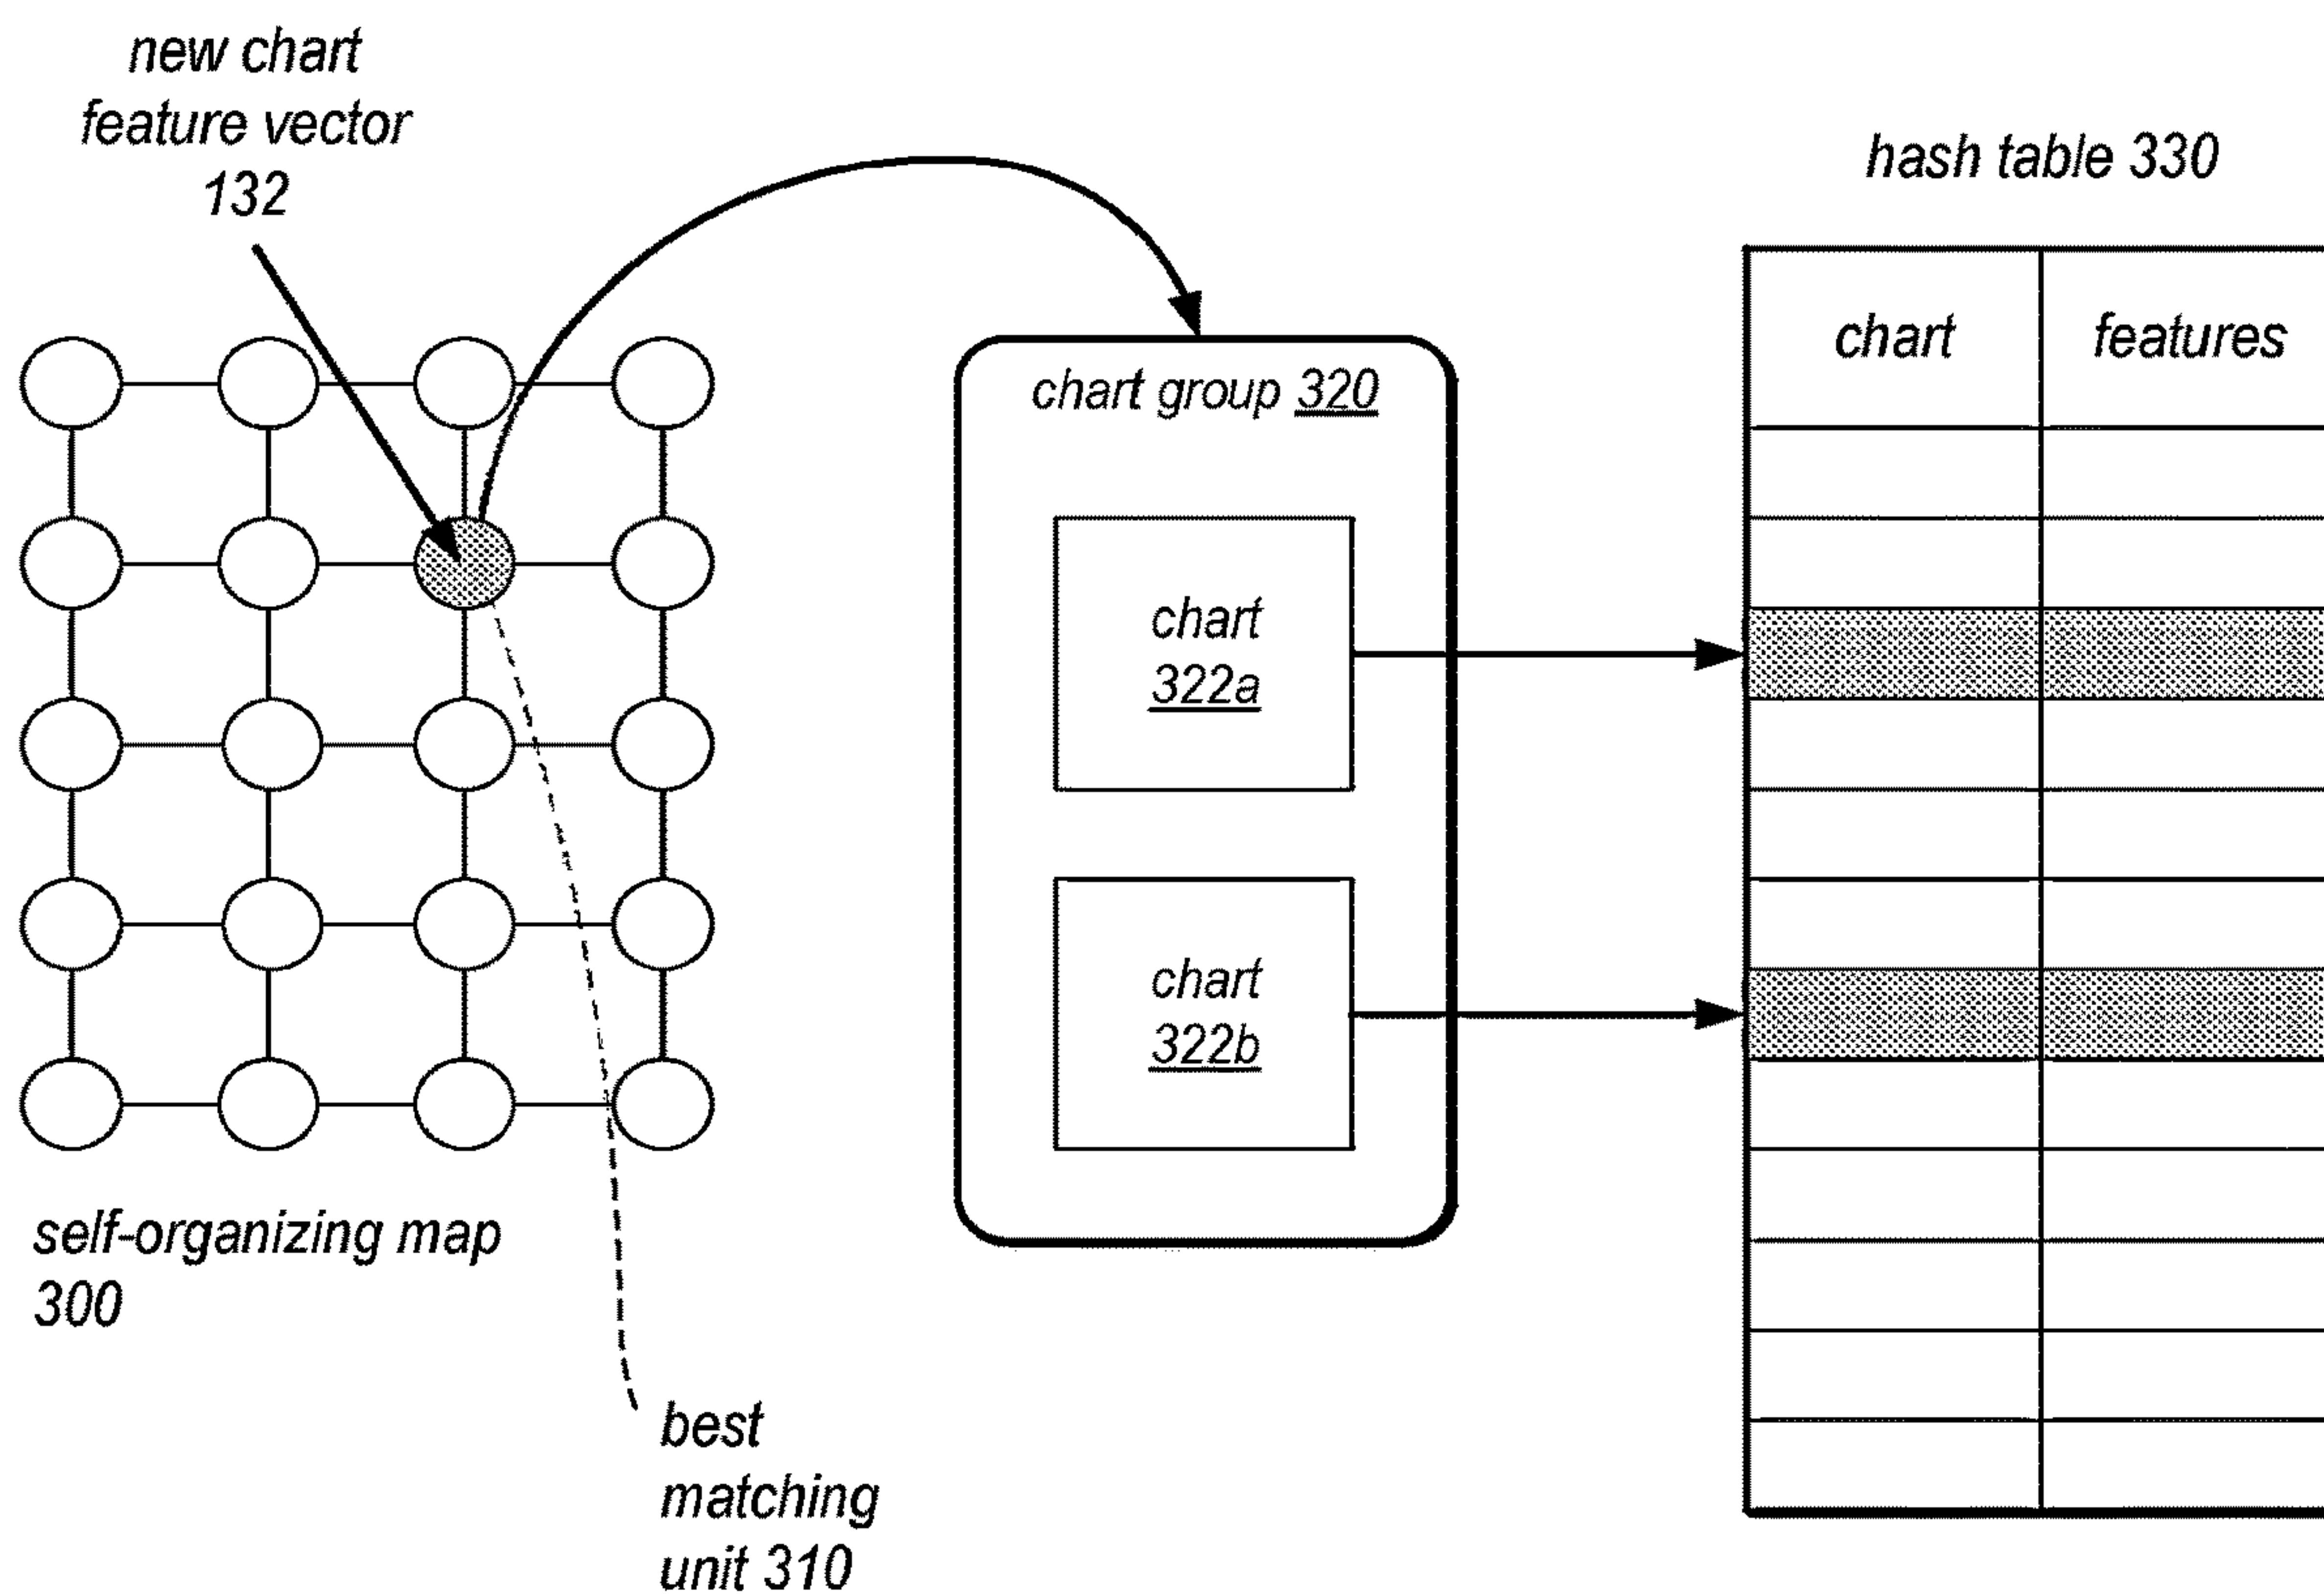 new chart
feature vector
132
hash table 330
chart
features
chart group 320
chart
322a
chart
322b
self-organizing map
300
best
matching
unit 310